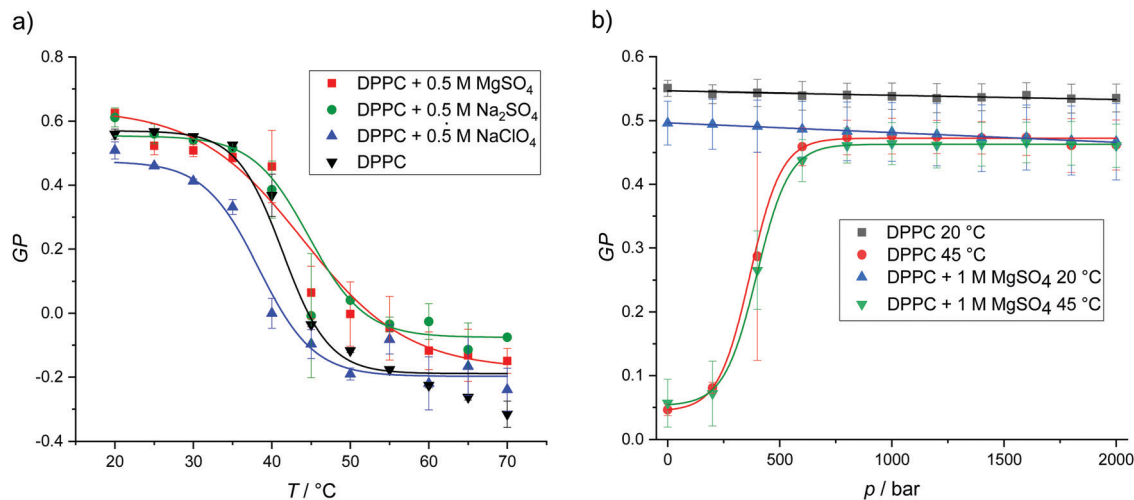 a)
0.8
0.6
0.4
0.2
0.0
-0.2
-0.4
GP
20
30
40
50
60
70
T / °C
DPPC + 0.5 M MgSO4
DPPC + 0.5 M Na2SO4
DPPC + 0.5 M NaClO4
DPPC
b)
0.6
0.5
0.4
0.3
0.2
0.1
0.0
GP
0
500
1000
1500
2000
p / bar
DPPC 20 °C
DPPC 45 °C
DPPC + 1 M MgSO4 20 °C
DPPC + 1 M MgSO4 45 °C